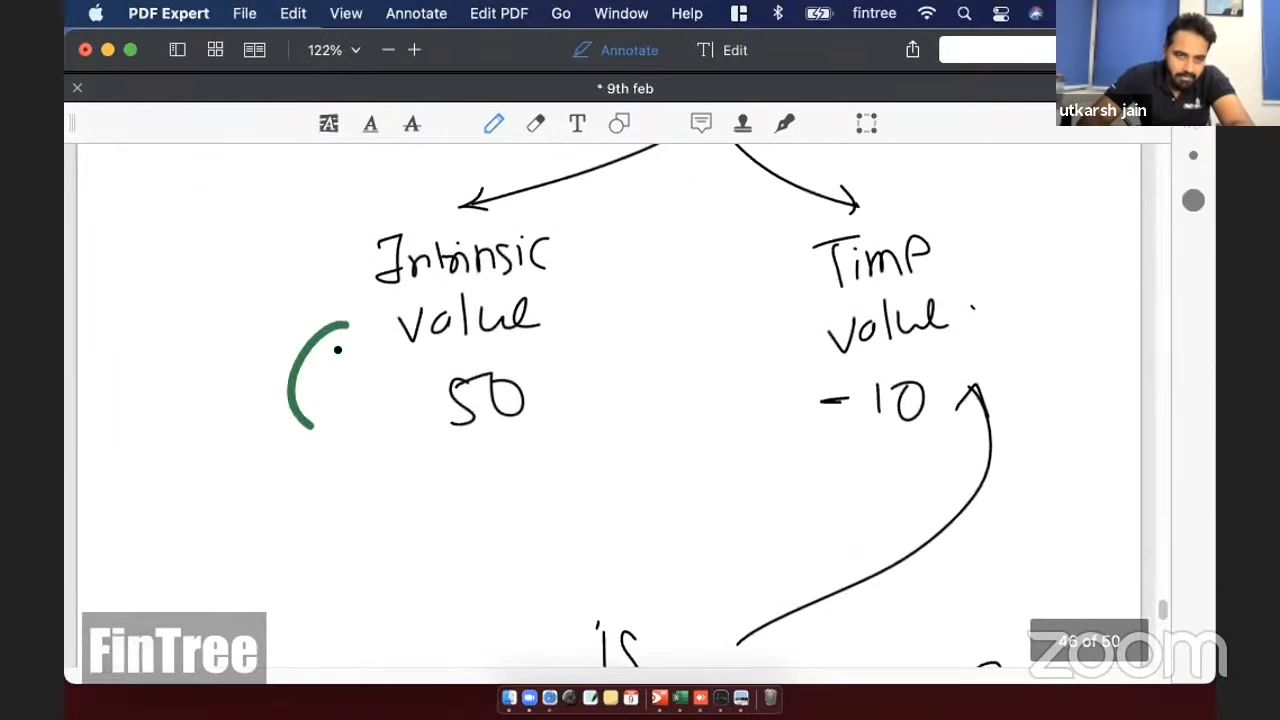 PDF Expert File Edit View Annotate Edit PDF Go Window Help fintree
122% Annotate T Edit
* 9th feb
utkarsh jain
Intrinsic
value
50
Time
value
- 10
is
FinTree
46 of 50
zoom